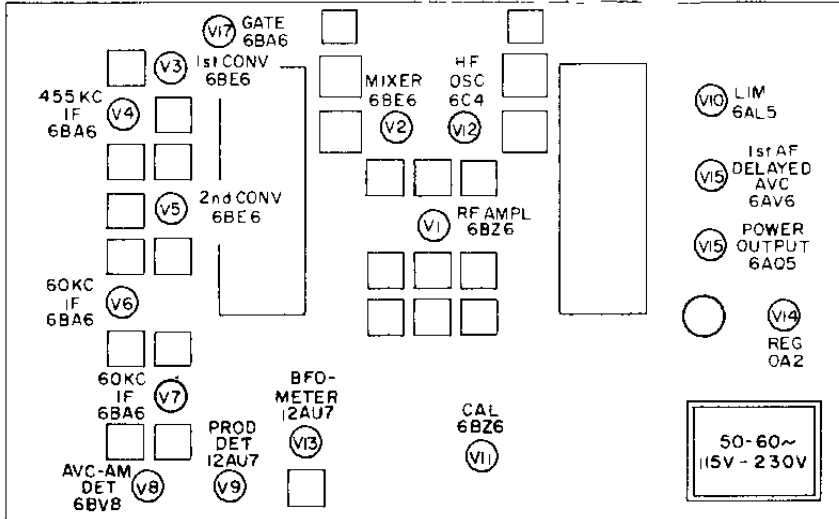 V17
GATE
6BA6
V3
1st CONV
6BE6
455 KC
IF
6BA6
V4
MIXER
6BE6
V2
HF
OSC
6C4
V12
V10
LIM
6AL5
V15
1st AF
DELAYED
AVC
6AV6
V5
2nd CONV
6BE6
V1
RF AMPL
6BZ6
V15
POWER
OUTPUT
6AQ5
60KC
IF
6BA6
V6
V14
REG
OA2
60KC
IF
6BA6
V7
BFO-
METER
12AU7
V13
PROD
DET
12AU7
V9
CAL
6BZ6
V11
AVC-AM
DET
6BV8
V8
50-60~
115V-230V